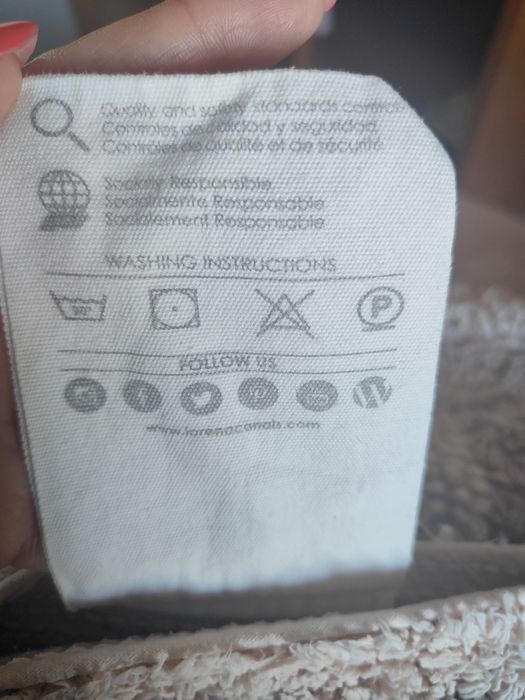 Quality and safety standards controls
Controles de calidad y seguridad
Contrôles de qualité et de sécurité
Socially Responsible
Socialmente Responsable
Socialement Responsable
WASHING INSTRUCTIONS
30°
P
FOLLOW US
www.lorenacanals.com